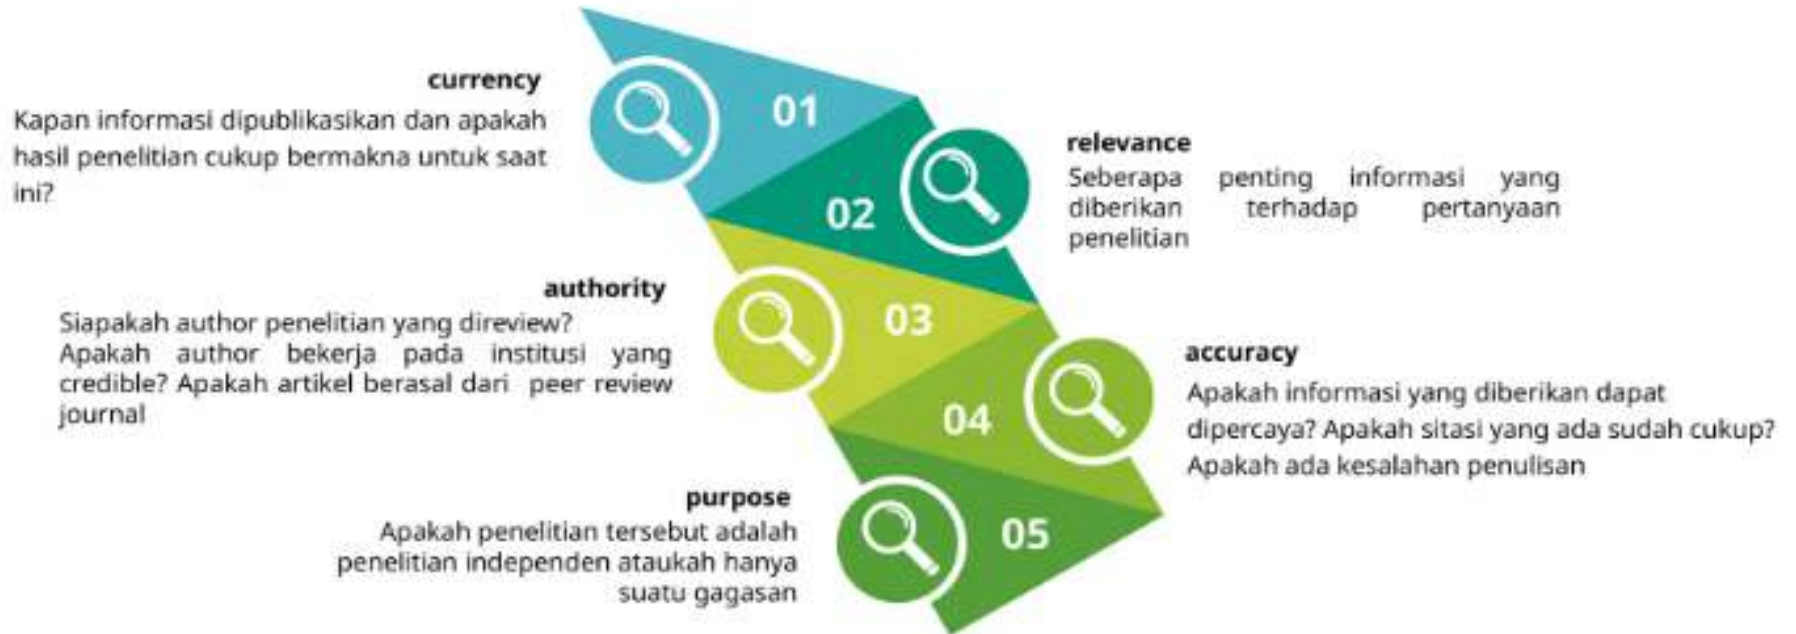 currency
Kapan informasi dipublikasikan dan apakah
hasil penelitian cukup bermakna untuk saat
ini?
01
relevance
Seberapa penting informasi yang
diberikan terhadap pertanyaan
penelitian
02
authority
Siapakah author penelitian yang direview?
Apakah author bekerja pada institusi yang
credible? Apakah artikel berasal dari peer review
journal
03
accuracy
Apakah informasi yang diberikan dapat
dipercaya? Apakah sitasi yang ada sudah cukup?
Apakah ada kesalahan penulisan
04
purpose
Apakah penelitian tersebut adalah
penelitian independen ataukah hanya
suatu gagasan
05